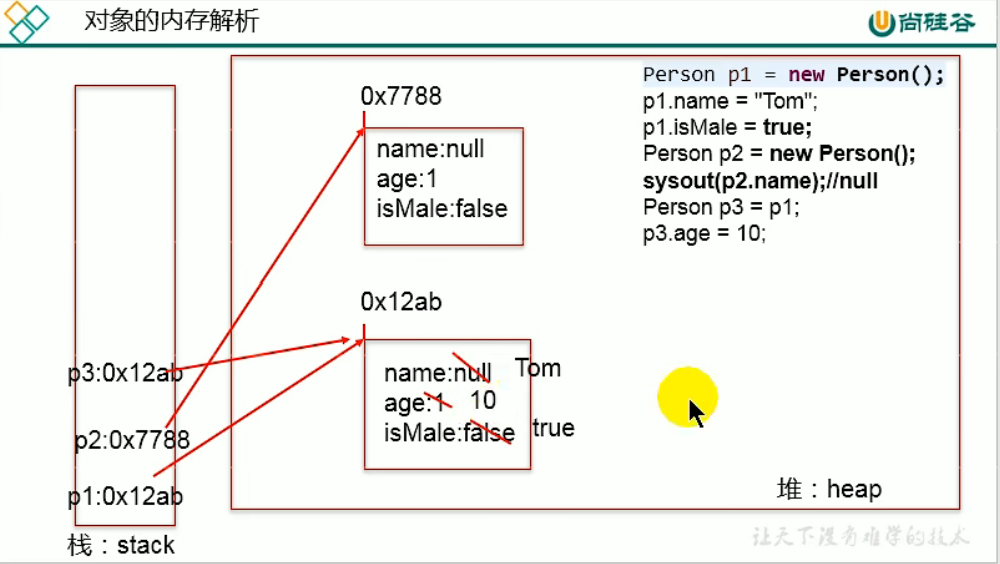 对象的内存解析
尚硅谷
0x7788
name:null
age:1
isMale:false
0x12ab
name:null Tom
age:1 10
isMale:false true
p3:0x12ab
p2:0x7788
p1:0x12ab
栈：stack
Person p1 = new Person();
p1.name = "Tom";
p1.isMale = true;
Person p2 = new Person();
sysout(p2.name);//null
Person p3 = p1;
p3.age = 10;
堆：heap
让天下没有难学的技术